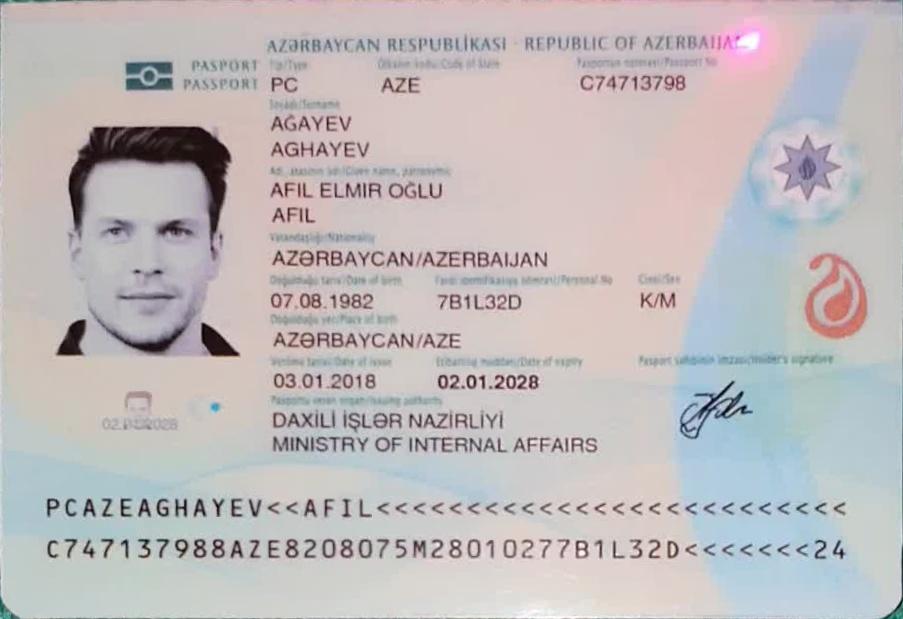 AZƏRBAYCAN RESPUBLİKASI · REPUBLIC OF AZERBAIJAN
PASPORT
PASSPORT
Tip/Type
Ölkənin kodu/Code of State
Pasportun nömrəsi/Passport No
PC
AZE
C74713798
Soyadı/Surname
AĞAYEV
AGHAYEV
Adı, atasının adı/Given name, patronymic
AFIL ELMIR OĞLU
AFIL
Vətəndaşlığı/Nationality
AZƏRBAYCAN/AZERBAIJAN
Doğulduğu tarix/Date of birth
Fərdi identifikasiya nömrəsi/Personal No
Cinsi/Sex
07.08.1982
7B1L32D
K/M
Doğulduğu yer/Place of birth
AZƏRBAYCAN/AZE
Verilmə tarixi/Date of issue
Etibarlılıq müddəti/Date of expiry
Pasport sahibinin imzası/Holder's signature
03.01.2018
02.01.2028
Pasportu verən orqan/Issuing authority
DAXİLİ İŞLƏR NAZİRLİYİ
MINISTRY OF INTERNAL AFFAIRS
PCAZEAGHAYEV<<AFIL<<<<<<<<<<<<<<<<<<<<<<<<<<
C747137988AZE8208075M28010277B1L32D<<<<<<<24